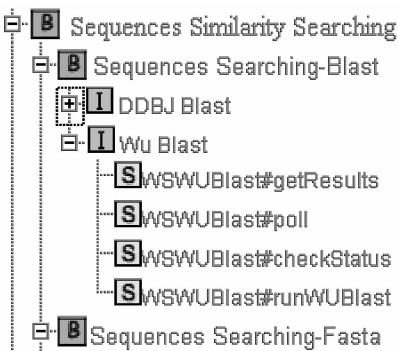 B Sequences Similarity Searching
B Sequences Searching-Blast
I DDBJ Blast
I Wu Blast
S WSWUBlast#getResults
S WSWUBlast#poll
S WSWUBlast#checkStatus
S WSWUBlast#runWUBlast
B Sequences Searching-Fasta